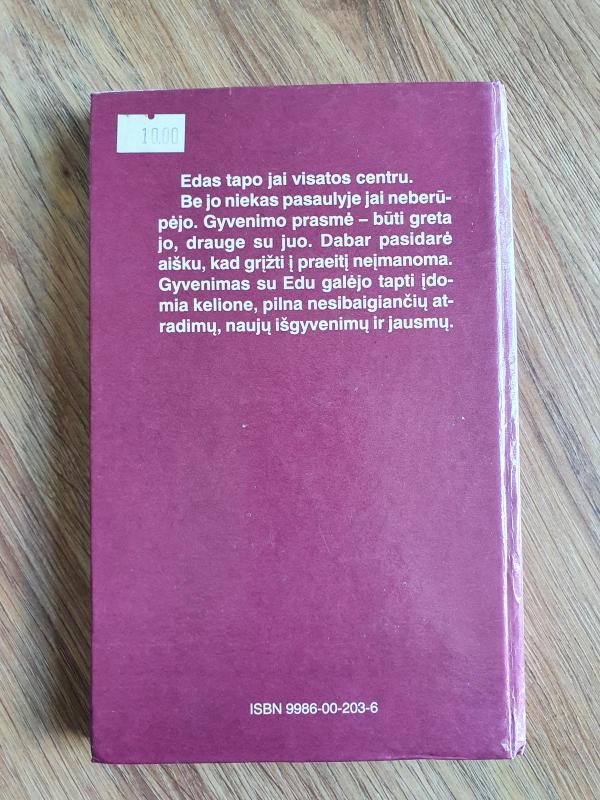 10.00
Edas tapo jai visatos centru.
Be jo niekas pasaulyje jai neberū-
pėjo. Gyvenimo prasmė – būti greta
jo, drauge su juo. Dabar pasidarė
aišku, kad grįžti į praeitį neįmanoma.
Gyvenimas su Edu galėjo tapti įdo-
mia kelione, pilna nesibaigiančių at-
radimų, naujų išgyvenimų ir jausmų.
ISBN 9986-00-203-6